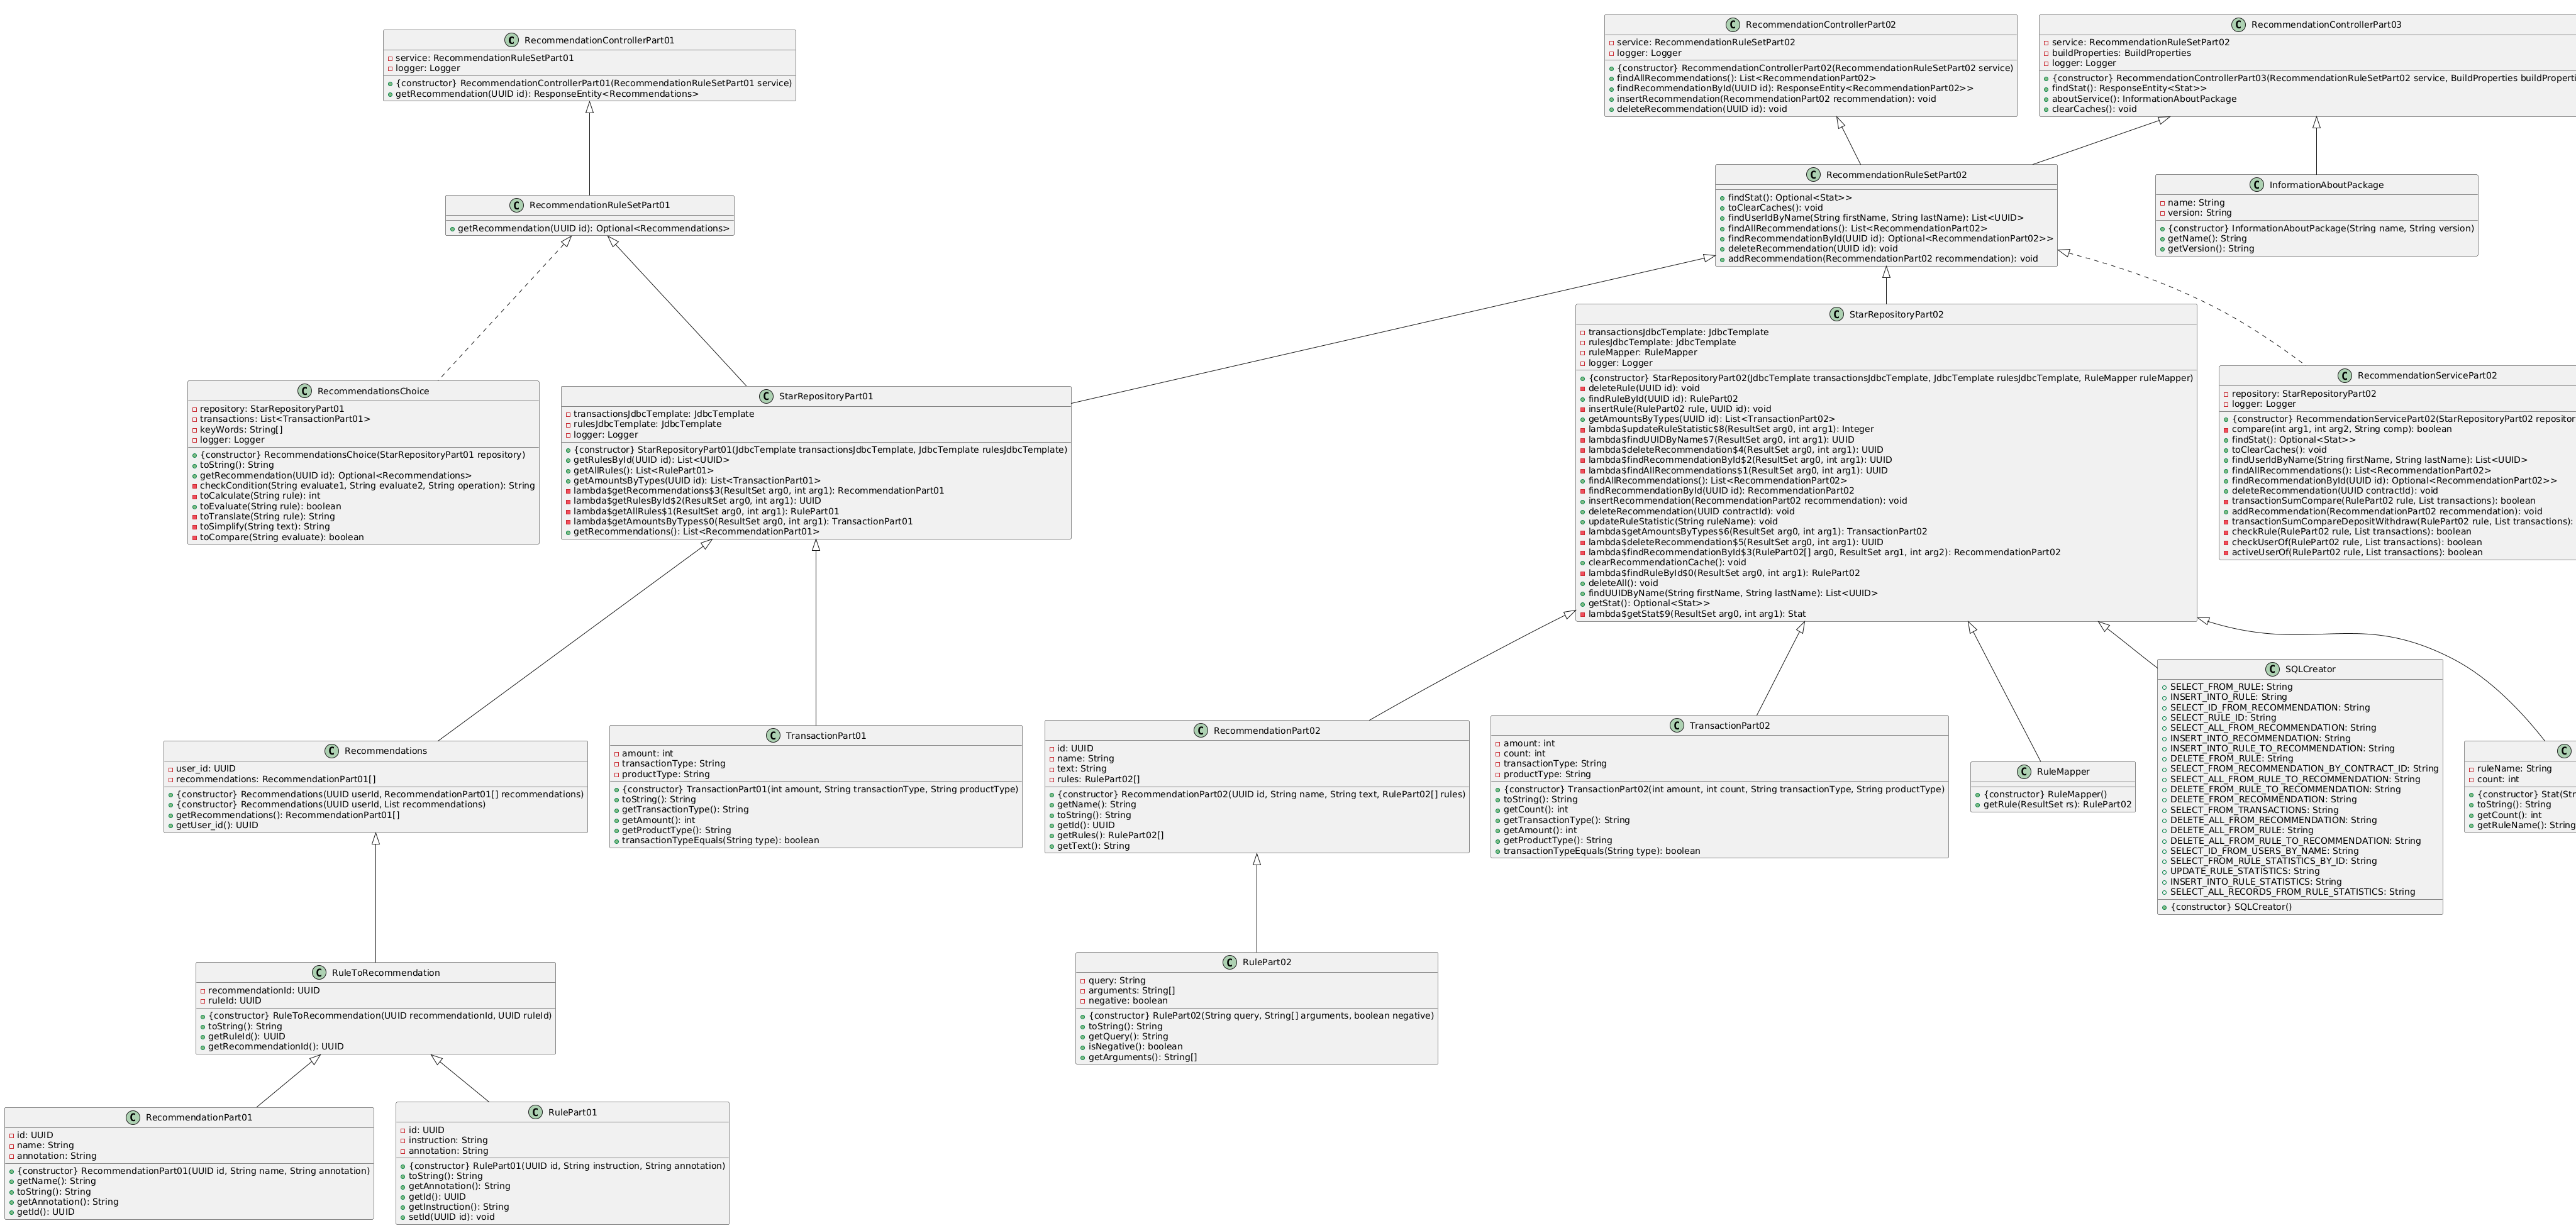 RecommendationControllerPart01
service: RecommendationRuleSetPart01
logger: Logger
{constructor} RecommendationControllerPart01(RecommendationRuleSetPart01 service)
getRecommendation(UUID id): ResponseEntity<Recommendations>
RecommendationControllerPart02
service: RecommendationRuleSetPart02
logger: Logger
{constructor} RecommendationControllerPart02(RecommendationRuleSetPart02 service)
findAllRecommendations(): List<RecommendationPart02>
findRecommendationById(UUID id): ResponseEntity<RecommendationPart02>>
insertRecommendation(RecommendationPart02 recommendation): void
deleteRecommendation(UUID id): void
RecommendationControllerPart03
service: RecommendationRuleSetPart02
buildProperties: BuildProperties
logger: Logger
{constructor} RecommendationControllerPart03(RecommendationRuleSetPart02 service, BuildProperties buildProperti
findStat(): ResponseEntity<Stat>>
aboutService(): InformationAboutPackage
clearCaches(): void
RecommendationRuleSetPart01
getRecommendation(UUID id): Optional<Recommendations>
RecommendationRuleSetPart02
findStat(): Optional<Stat>>
toClearCaches(): void
findUserIdByName(String firstName, String lastName): List<UUID>
findAllRecommendations(): List<RecommendationPart02>
findRecommendationById(UUID id): Optional<RecommendationPart02>>
deleteRecommendation(UUID id): void
addRecommendation(RecommendationPart02 recommendation): void
InformationAboutPackage
name: String
version: String
{constructor} InformationAboutPackage(String name, String version)
getName(): String
getVersion(): String
RecommendationsChoice
repository: StarRepositoryPart01
transactions: List<TransactionPart01>
keyWords: String[]
logger: Logger
{constructor} RecommendationsChoice(StarRepositoryPart01 repository)
toString(): String
getRecommendation(UUID id): Optional<Recommendations>
checkCondition(String evaluate1, String evaluate2, String operation): String
toCalculate(String rule): int
toEvaluate(String rule): boolean
toTranslate(String rule): String
toSimplify(String text): String
toCompare(String evaluate): boolean
StarRepositoryPart01
transactionsJdbcTemplate: JdbcTemplate
rulesJdbcTemplate: JdbcTemplate
logger: Logger
{constructor} StarRepositoryPart01(JdbcTemplate transactionsJdbcTemplate, JdbcTemplate rulesJdbcTemplate)
getRulesById(UUID id): List<UUID>
getAllRules(): List<RulePart01>
getAmountsByTypes(UUID id): List<TransactionPart01>
lambda$getRecommendations$3(ResultSet arg0, int arg1): RecommendationPart01
lambda$getRulesById$2(ResultSet arg0, int arg1): UUID
lambda$getAllRules$1(ResultSet arg0, int arg1): RulePart01
lambda$getAmountsByTypes$0(ResultSet arg0, int arg1): TransactionPart01
getRecommendations(): List<RecommendationPart01>
StarRepositoryPart02
transactionsJdbcTemplate: JdbcTemplate
rulesJdbcTemplate: JdbcTemplate
ruleMapper: RuleMapper
logger: Logger
{constructor} StarRepositoryPart02(JdbcTemplate transactionsJdbcTemplate, JdbcTemplate rulesJdbcTemplate, RuleMapper ruleMapper)
deleteRule(UUID id): void
findRuleById(UUID id): RulePart02
insertRule(RulePart02 rule, UUID id): void
getAmountsByTypes(UUID id): List<TransactionPart02>
lambda$updateRuleStatistic$8(ResultSet arg0, int arg1): Integer
lambda$findUUIDByName$7(ResultSet arg0, int arg1): UUID
lambda$deleteRecommendation$4(ResultSet arg0, int arg1): UUID
lambda$findRecommendationById$2(ResultSet arg0, int arg1): UUID
lambda$findAllRecommendations$1(ResultSet arg0, int arg1): UUID
findAllRecommendations(): List<RecommendationPart02>
findRecommendationById(UUID id): RecommendationPart02
insertRecommendation(RecommendationPart02 recommendation): void
deleteRecommendation(UUID contractId): void
updateRuleStatistic(String ruleName): void
lambda$getAmountsByTypes$6(ResultSet arg0, int arg1): TransactionPart02
lambda$deleteRecommendation$5(ResultSet arg0, int arg1): UUID
lambda$findRecommendationById$3(RulePart02[] arg0, ResultSet arg1, int arg2): RecommendationPart02
clearRecommendationCache(): void
lambda$findRuleById$0(ResultSet arg0, int arg1): RulePart02
deleteAll(): void
findUUIDByName(String firstName, String lastName): List<UUID>
getStat(): Optional<Stat>>
lambda$getStat$9(ResultSet arg0, int arg1): Stat
RecommendationServicePart02
repository: StarRepositoryPart02
logger: Logger
{constructor} RecommendationServicePart02(StarRepositoryPart02 repositor
compare(int arg1, int arg2, String comp): boolean
findStat(): Optional<Stat>>
toClearCaches(): void
findUserIdByName(String firstName, String lastName): List<UUID>
findAllRecommendations(): List<RecommendationPart02>
findRecommendationById(UUID id): Optional<RecommendationPart02>>
deleteRecommendation(UUID contractId): void
transactionSumCompare(RulePart02 rule, List transactions): boolean
addRecommendation(RecommendationPart02 recommendation): void
transactionSumCompareDepositWithdraw(RulePart02 rule, List transactions):
checkRule(RulePart02 rule, List transactions): boolean
checkUserOf(RulePart02 rule, List transactions): boolean
activeUserOf(RulePart02 rule, List transactions): boolean
Recommendations
user_id: UUID
recommendations: RecommendationPart01[]
{constructor} Recommendations(UUID userId, RecommendationPart01[] recommendations)
{constructor} Recommendations(UUID userId, List recommendations)
getRecommendations(): RecommendationPart01[]
getUser_id(): UUID
TransactionPart01
amount: int
transactionType: String
productType: String
{constructor} TransactionPart01(int amount, String transactionType, String productType)
toString(): String
getTransactionType(): String
getAmount(): int
getProductType(): String
transactionTypeEquals(String type): boolean
RecommendationPart02
id: UUID
name: String
text: String
rules: RulePart02[]
{constructor} RecommendationPart02(UUID id, String name, String text, RulePart02[] rules)
getName(): String
toString(): String
getId(): UUID
getRules(): RulePart02[]
getText(): String
TransactionPart02
amount: int
count: int
transactionType: String
productType: String
{constructor} TransactionPart02(int amount, int count, String transactionType, String productType)
toString(): String
getCount(): int
getTransactionType(): String
getAmount(): int
getProductType(): String
transactionTypeEquals(String type): boolean
RuleMapper
{constructor} RuleMapper()
getRule(ResultSet rs): RulePart02
SQLCreator
SELECT_FROM_RULE: String
INSERT_INTO_RULE: String
SELECT_ID_FROM_RECOMMENDATION: String
SELECT_RULE_ID: String
SELECT_ALL_FROM_RECOMMENDATION: String
INSERT_INTO_RECOMMENDATION: String
INSERT_INTO_RULE_TO_RECOMMENDATION: String
DELETE_FROM_RULE: String
SELECT_FROM_RECOMMENDATION_BY_CONTRACT_ID: String
SELECT_ALL_FROM_RULE_TO_RECOMMENDATION: String
DELETE_FROM_RULE_TO_RECOMMENDATION: String
DELETE_FROM_RECOMMENDATION: String
SELECT_FROM_TRANSACTIONS: String
DELETE_ALL_FROM_RECOMMENDATION: String
DELETE_ALL_FROM_RULE: String
DELETE_ALL_FROM_RULE_TO_RECOMMENDATION: String
SELECT_ID_FROM_USERS_BY_NAME: String
SELECT_FROM_RULE_STATISTICS_BY_ID: String
UPDATE_RULE_STATISTICS: String
INSERT_INTO_RULE_STATISTICS: String
SELECT_ALL_RECORDS_FROM_RULE_STATISTICS: String
{constructor} SQLCreator()
ruleName: String
count: int
{constructor} Stat(Str
toString(): String
getCount(): int
getRuleName(): String
RuleToRecommendation
recommendationId: UUID
ruleId: UUID
{constructor} RuleToRecommendation(UUID recommendationId, UUID ruleId)
toString(): String
getRuleId(): UUID
getRecommendationId(): UUID
RulePart02
query: String
arguments: String[]
negative: boolean
{constructor} RulePart02(String query, String[] arguments, boolean negative)
toString(): String
getQuery(): String
isNegative(): boolean
getArguments(): String[]
RecommendationPart01
id: UUID
name: String
annotation: String
{constructor} RecommendationPart01(UUID id, String name, String annotation)
getName(): String
toString(): String
getAnnotation(): String
getId(): UUID
RulePart01
id: UUID
instruction: String
annotation: String
{constructor} RulePart01(UUID id, String instruction, String annotation)
toString(): String
getAnnotation(): String
getId(): UUID
getInstruction(): String
setId(UUID id): void